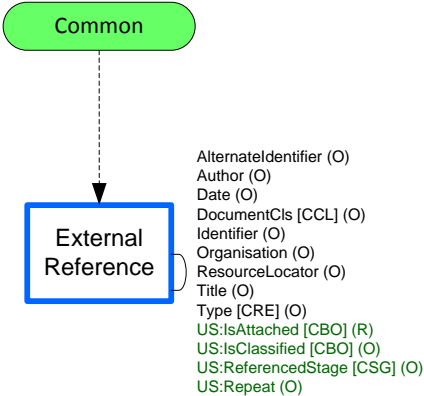 Common
External
Reference
AlternateIdentifier (O)
Author (O)
Date (O)
DocumentCls [CCL] (O)
Identifier (O)
Organisation (O)
ResourceLocator (O)
Title (O)
Type [CRE] (O)
US:IsAttached [CBO] (R)
US:IsClassified [CBO] (O)
US:ReferencedStage [CSG] (O)
US:Repeat (O)